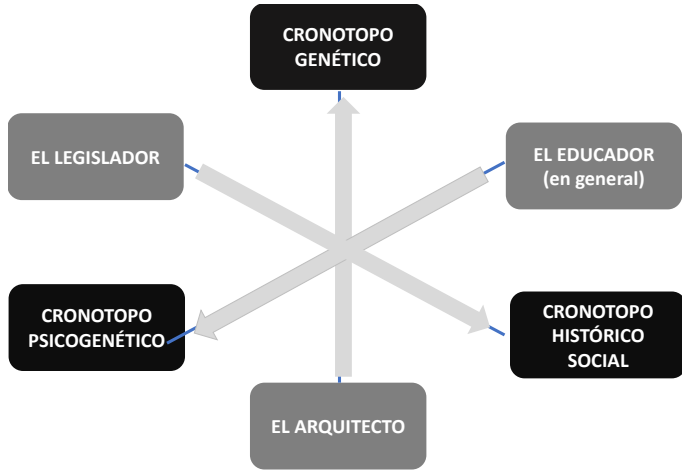 CRONOTOPO
GENÉTICO
EL LEGISLADOR
EL EDUCADOR
(en general)
CRONOTOPO
PSICOGENÉTICO
CRONOTOPO
HISTÓRICO
SOCIAL
EL ARQUITECTO